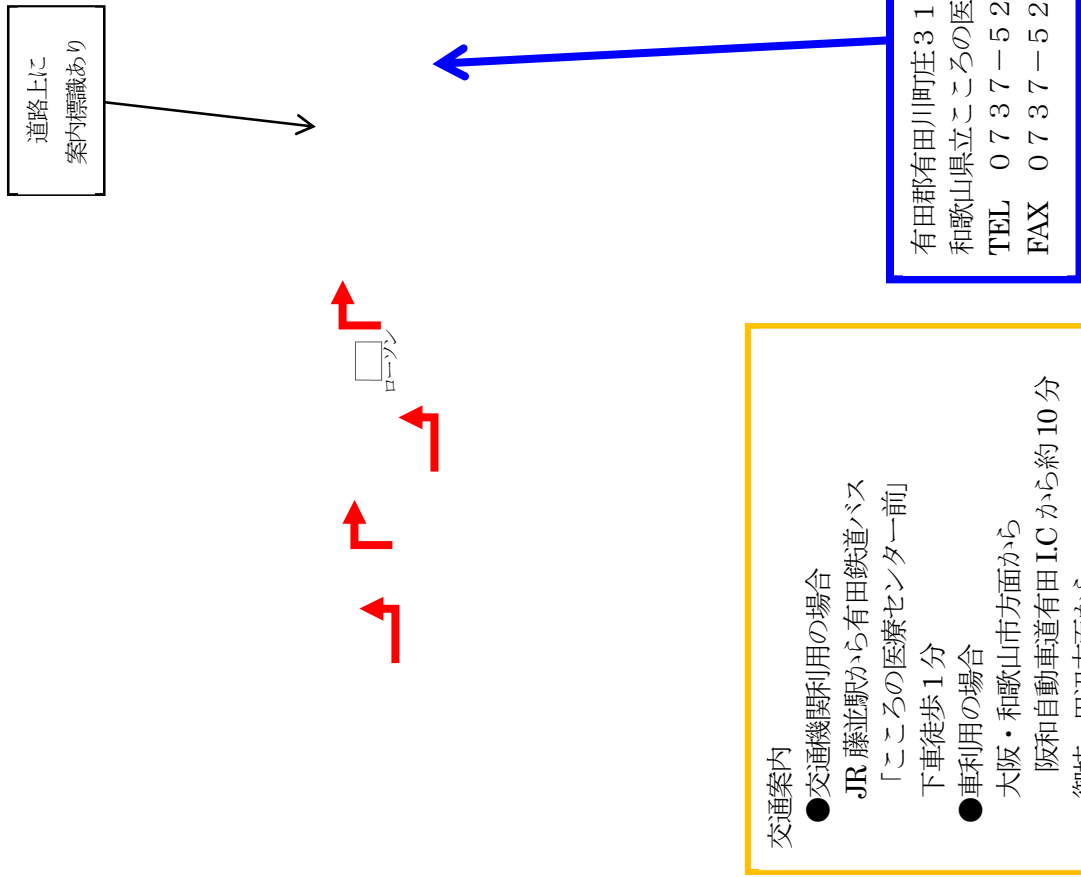 道路上に
案内標識あり
ローソン
有田郡有田川町庄３１
和歌山県立こころの医
TEL ０７３７－５２
FAX ０７３７－５２
交通案内
●交通機関利用の場合
JR 藤並駅から有田鉄道バス
「こころの医療センター前」
下車徒歩 1 分
●車利用の場合
大阪・和歌山市方面から
阪和自動車道有田 I.C から約 10 分